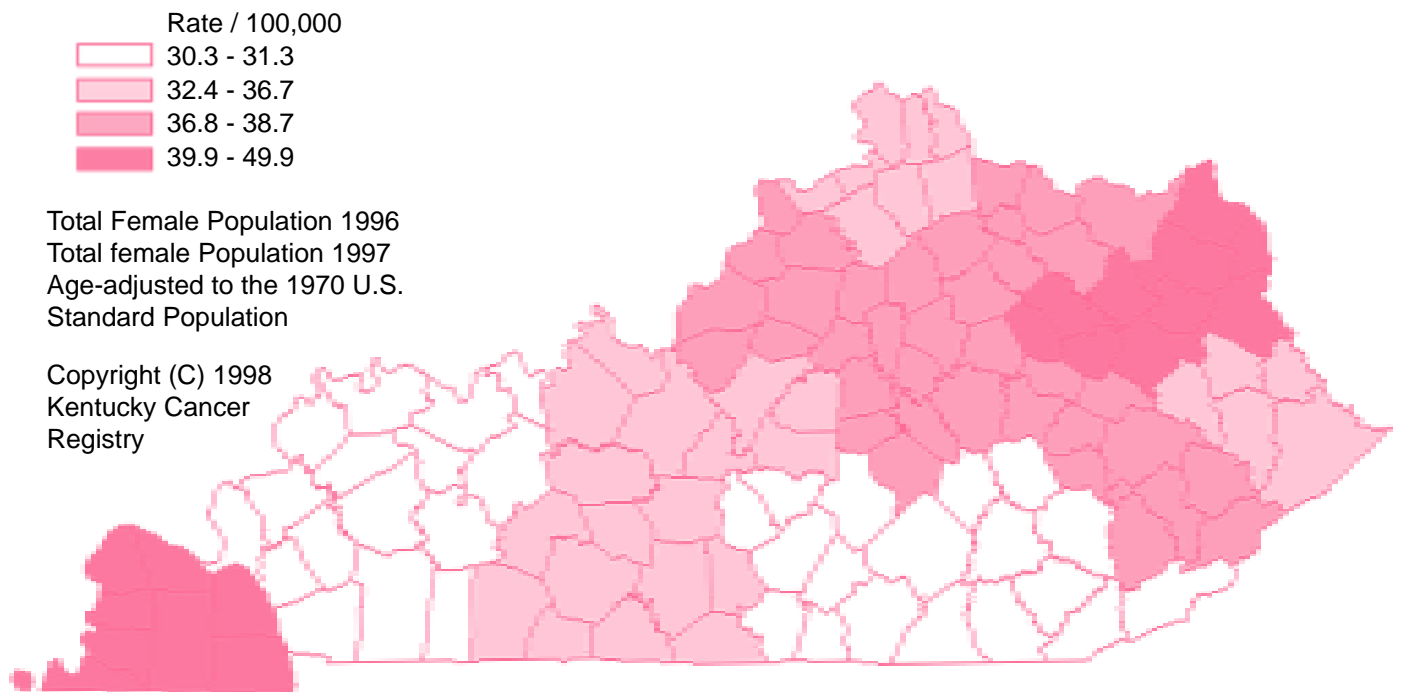 Rate / 100,000
30.3 - 31.3
32.4 - 36.7
36.8 - 38.7
39.9 - 49.9
Total Female Population 1996
Total female Population 1997
Age-adjusted to the 1970 U.S.
Standard Population
Copyright (C) 1998
Kentucky Cancer
Registry